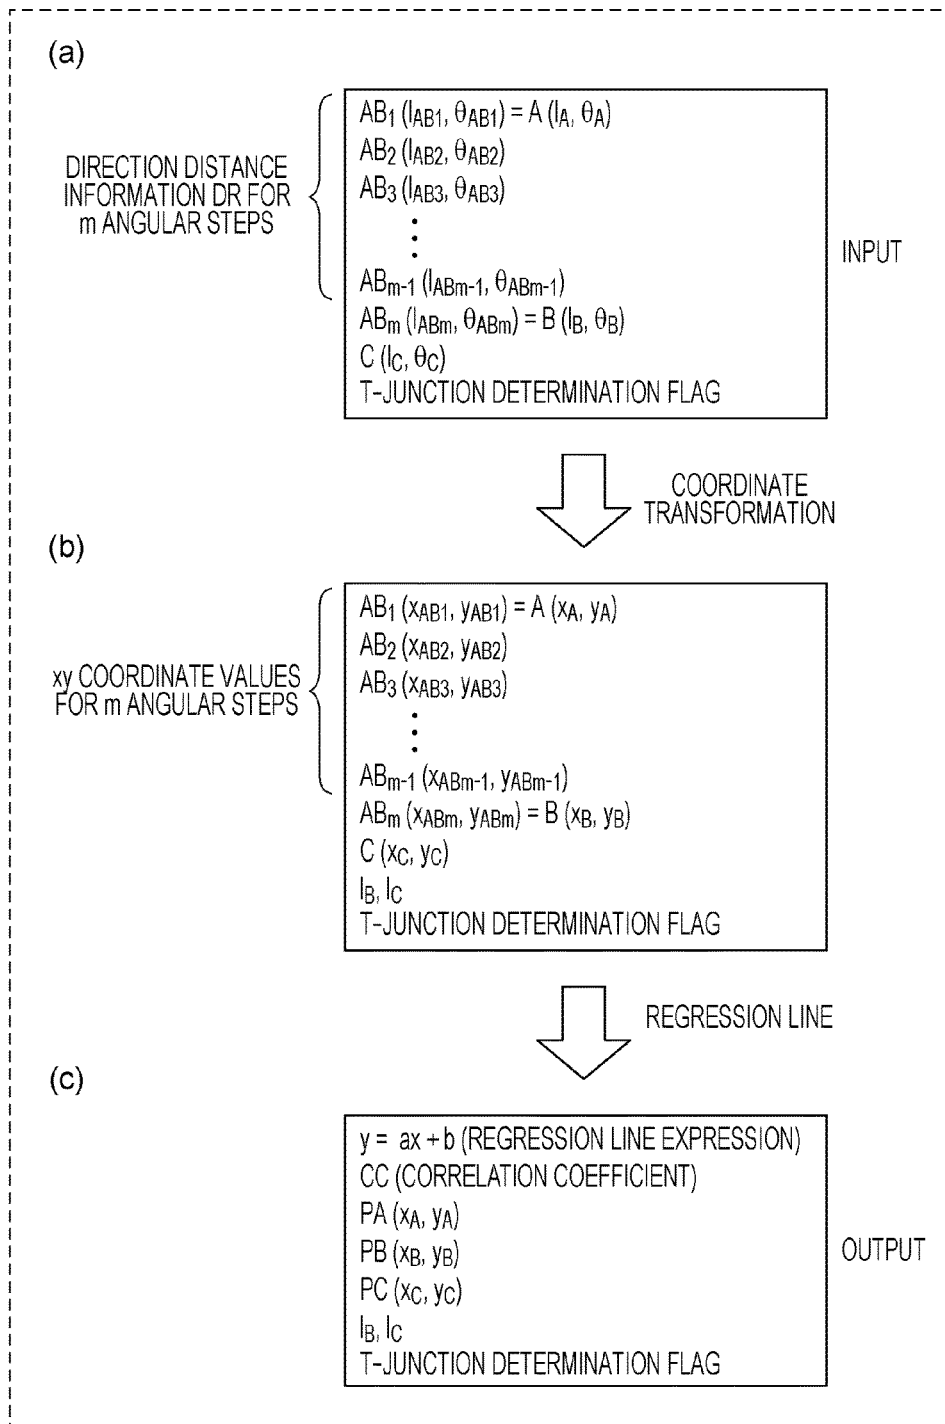 (a)
DIRECTION DISTANCE
INFORMATION DR FOR
m ANGULAR STEPS
AB1 (lAB1, θAB1) = A (lA, θA)
AB2 (lAB2, θAB2)
AB3 (lAB3, θAB3)
⋮
ABm-1 (lABm-1, θABm-1)
ABm (lABm, θABm) = B (lB, θB)
C (lC, θC)
T-JUNCTION DETERMINATION FLAG
INPUT
COORDINATE
TRANSFORMATION
(b)
xy COORDINATE VALUES
FOR m ANGULAR STEPS
AB1 (xAB1, yAB1) = A (xA, yA)
AB2 (xAB2, yAB2)
AB3 (xAB3, yAB3)
⋮
ABm-1 (xABm-1, yABm-1)
ABm (xABm, yABm) = B (xB, yB)
C (xC, yC)
lB, lC
T-JUNCTION DETERMINATION FLAG
REGRESSION LINE
(c)
y = ax + b (REGRESSION LINE EXPRESSION)
CC (CORRELATION COEFFICIENT)
PA (xA, yA)
PB (xB, yB)
PC (xC, yC)
lB, lC
T-JUNCTION DETERMINATION FLAG
OUTPUT